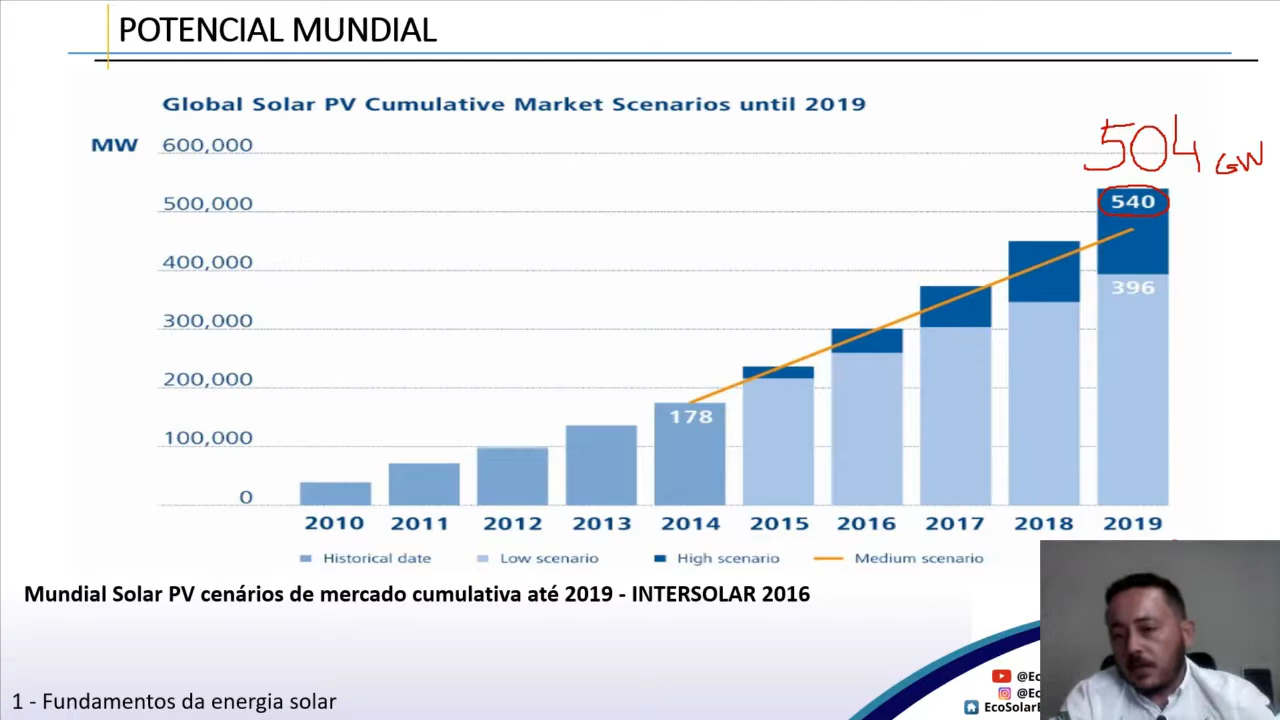 POTENCIAL MUNDIAL
Global Solar PV Cumulative Market Scenarios until 2019
MW 600,000
504 GW
500,000
540
400,000
396
300,000
200,000
178
100,000
0
2010 2011 2012 2013 2014 2015 2016 2017 2018 2019
Historical date Low scenario High scenario Medium scenario
Mundial Solar PV cenários de mercado cumulativa até 2019 - INTERSOLAR 2016
1 - Fundamentos da energia solar